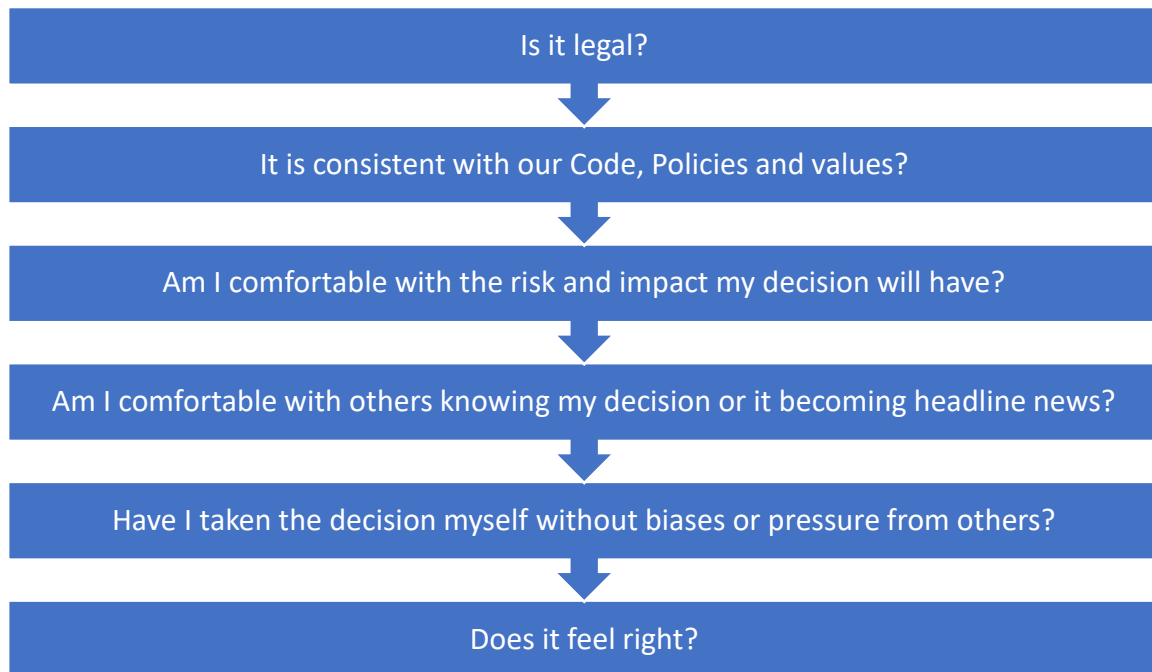 Is it legal?
It is consistent with our Code, Policies and values?
Am I comfortable with the risk and impact my decision will have?
Am I comfortable with others knowing my decision or it becoming headline news?
Have I taken the decision myself without biases or pressure from others?
Does it feel right?